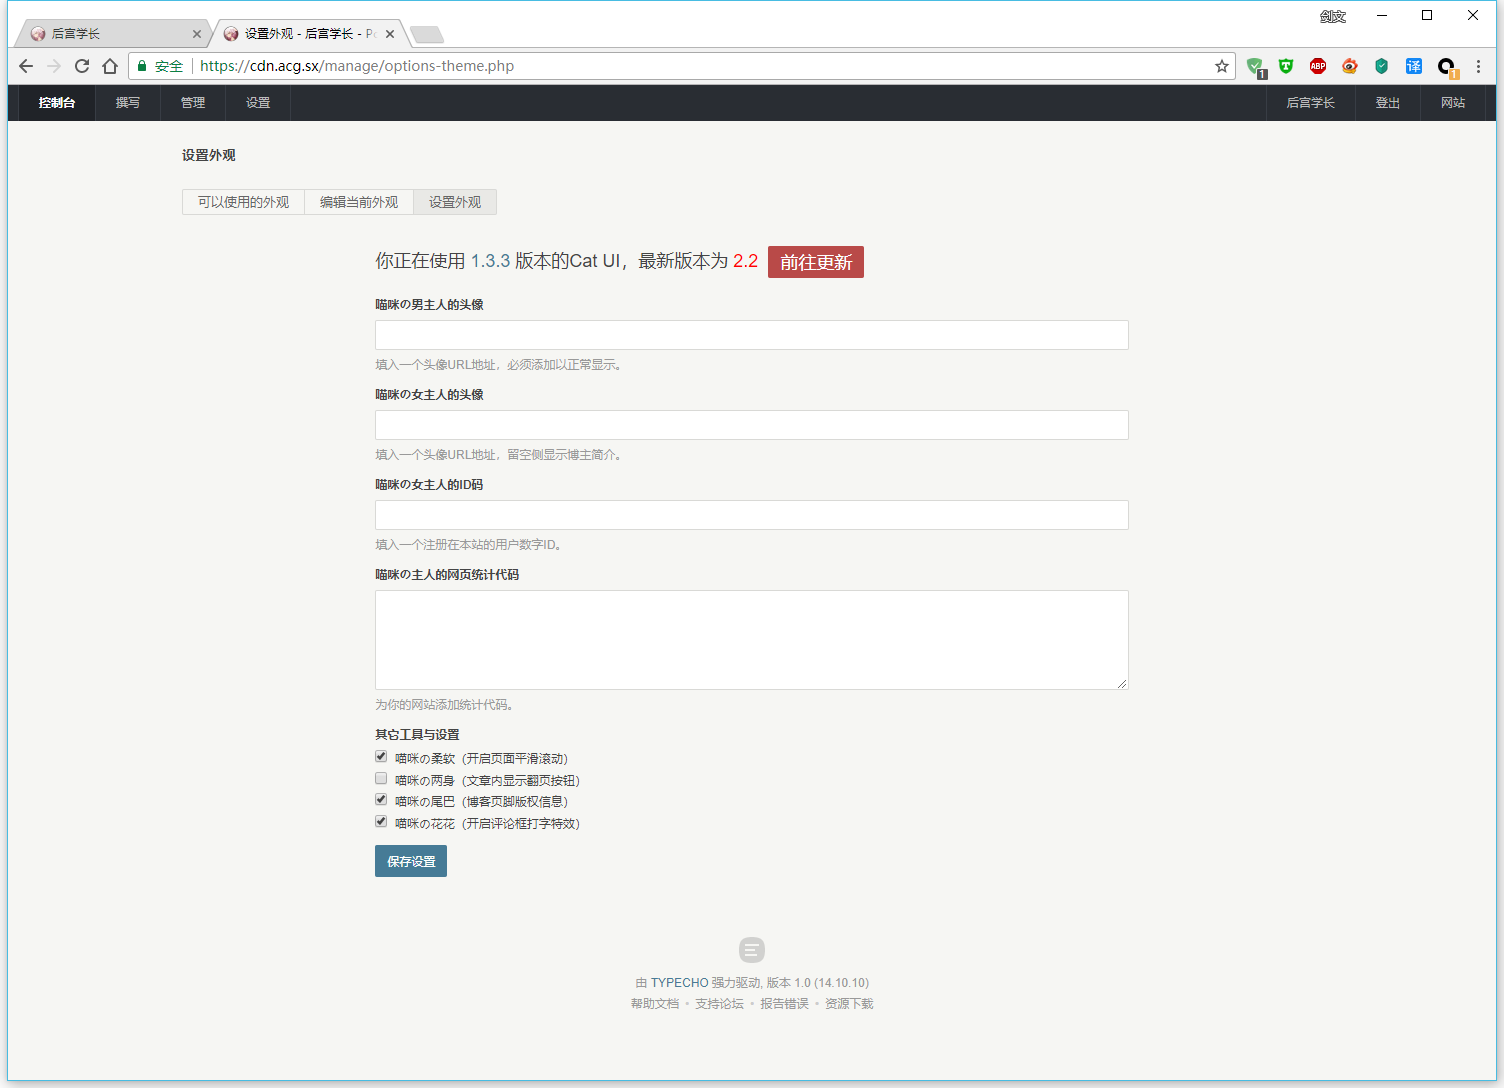 剑文
后宫学长
设置外观 - 后宫学长 - Po
安全 https://cdn.acg.sx/manage/options-theme.php
1 ABP 译 1
控制台 撰写 管理 设置 后宫学长 登出 网站
设置外观
可以使用的外观 编辑当前外观 设置外观
你正在使用 1.3.3 版本的Cat UI，最新版本为 2.2 前往更新
喵咪の男主人的头像
填入一个头像URL地址，必须添加以正常显示。
喵咪の女主人的头像
填入一个头像URL地址，留空侧显示博主简介。
喵咪の女主人的ID码
填入一个注册在本站的用户数字ID。
喵咪の主人的网页统计代码
为你的网站添加统计代码。
其它工具与设置
喵咪の柔软（开启页面平滑滚动）
喵咪の两身（文章内显示翻页按钮）
喵咪の尾巴（博客页脚版权信息）
喵咪の花花（开启评论框打字特效）
保存设置
由 TYPECHO 强力驱动, 版本 1.0 (14.10.10)
帮助文档 • 支持论坛 • 报告错误 • 资源下载